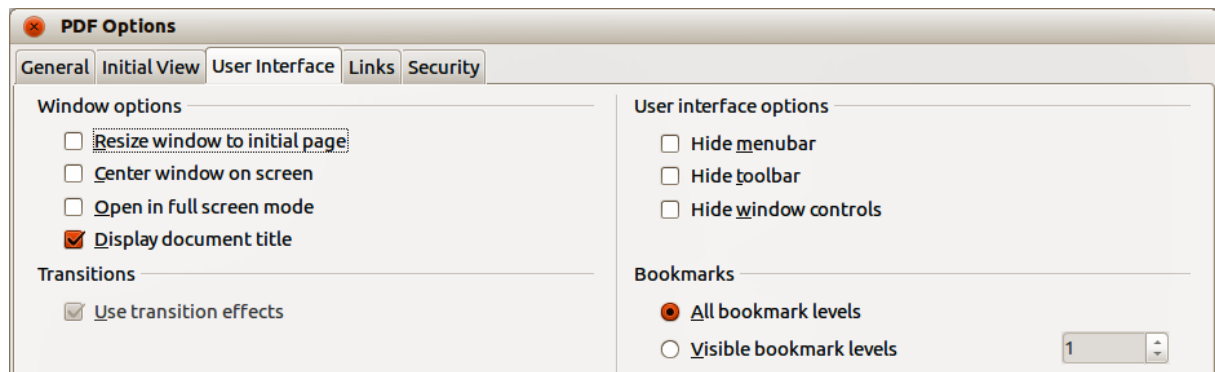 PDF Options
General Initial View User Interface Links Security
Window options
Resize window to initial page
Center window on screen
Open in full screen mode
Display document title
Transitions
Use transition effects
User interface options
Hide menubar
Hide toolbar
Hide window controls
Bookmarks
All bookmark levels
Visible bookmark levels 1